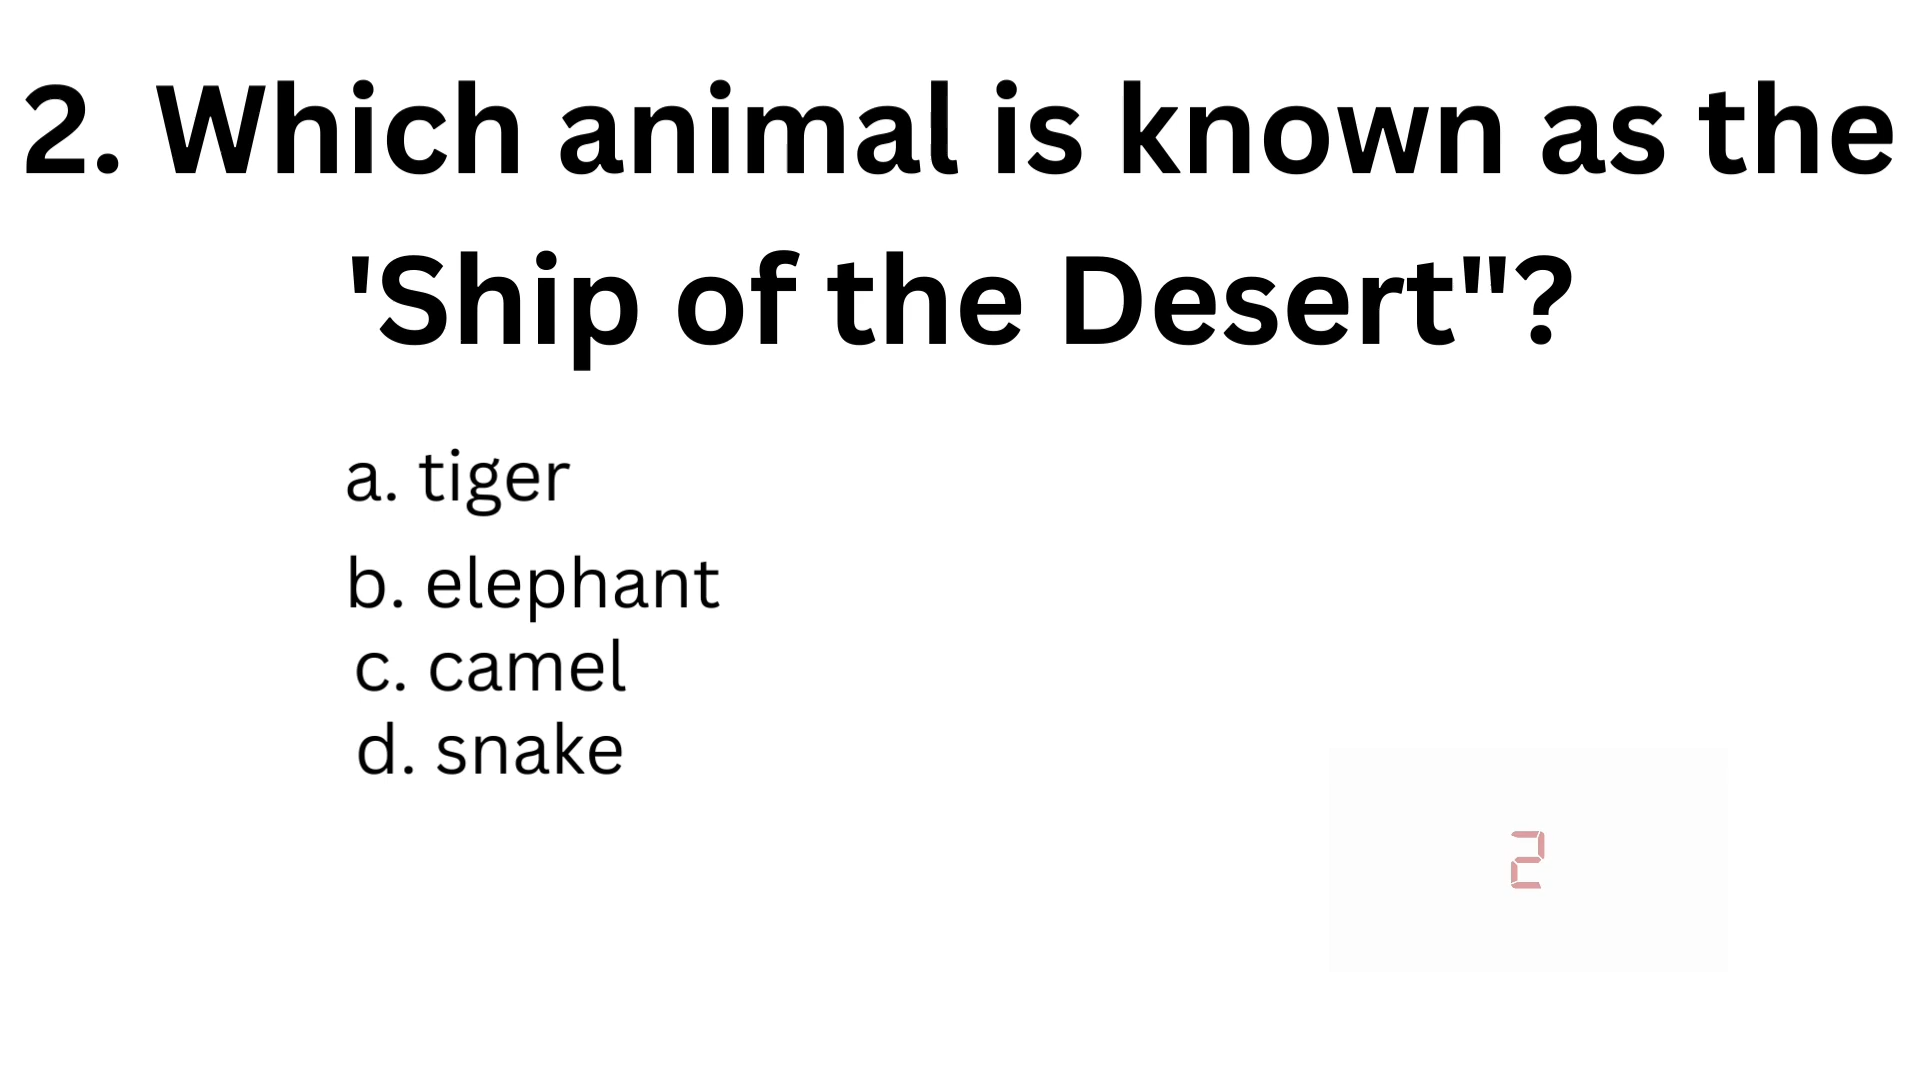 2. Which animal is known as the
'Ship of the Desert"?
a. tiger
b. elephant
c. camel
d. snake
2